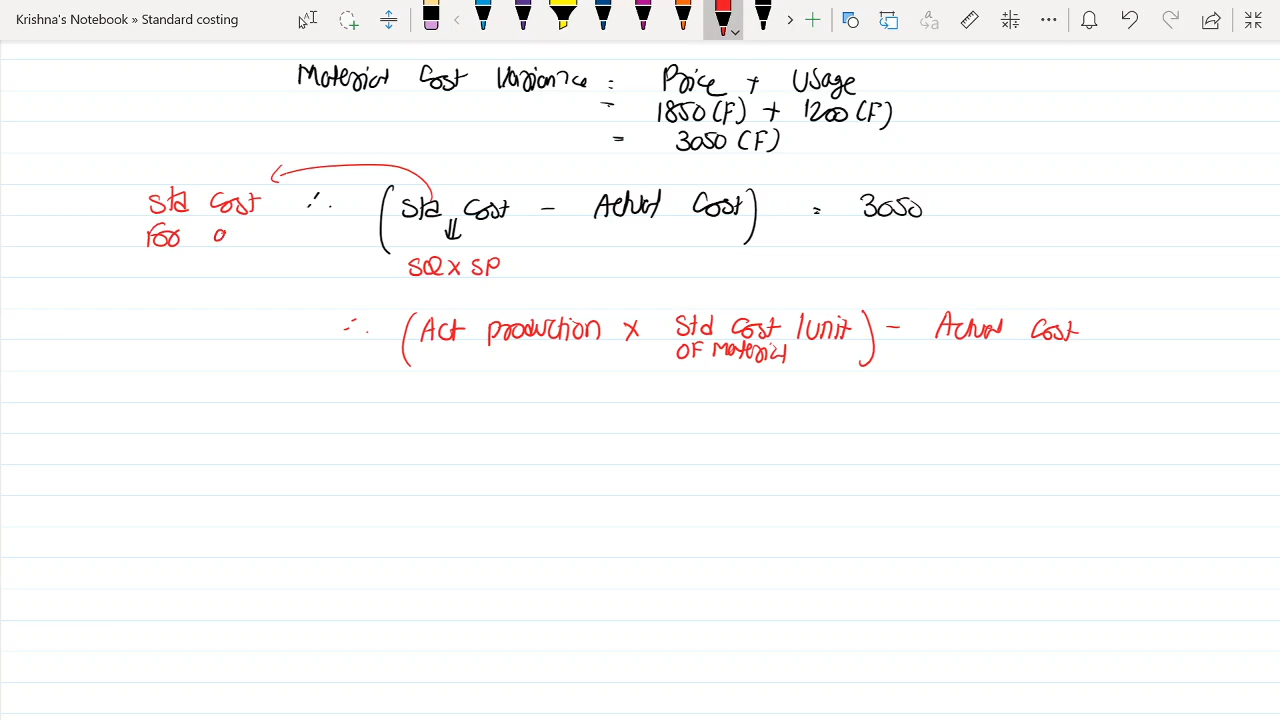 Krishna's Notebook » Standard costing
Material Cost Variance = Price + Usage
= 1850 (F) + 1200 (F)
= 3050 (F)
Std Cost ∴ (Std Cost - Actual Cost) = 3050
For
SQ x SP
∴ (Act production x Std Cost /unit) - Actual Cost
OF Material